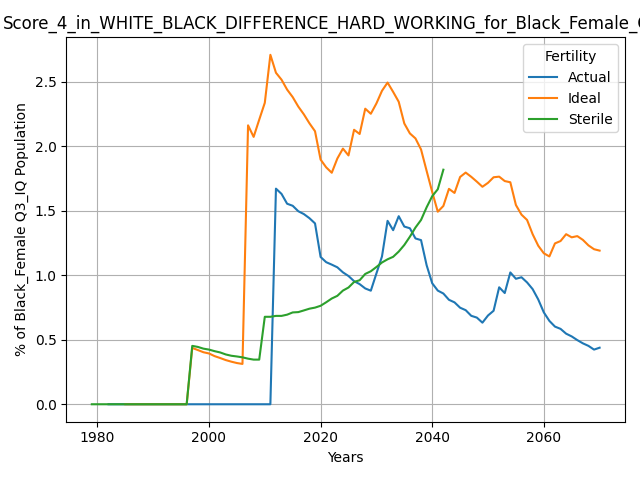 Score_4_in_WHITE_BLACK_DIFFERENCE_HARD_WORKING_for_Black_Female_
Fertility
Actual
Ideal
Sterile
% of Black_Female Q3_IQ Population
2.5
2.0
1.5
1.0
0.5
0.0
1980
2000
2020
2040
2060
Years